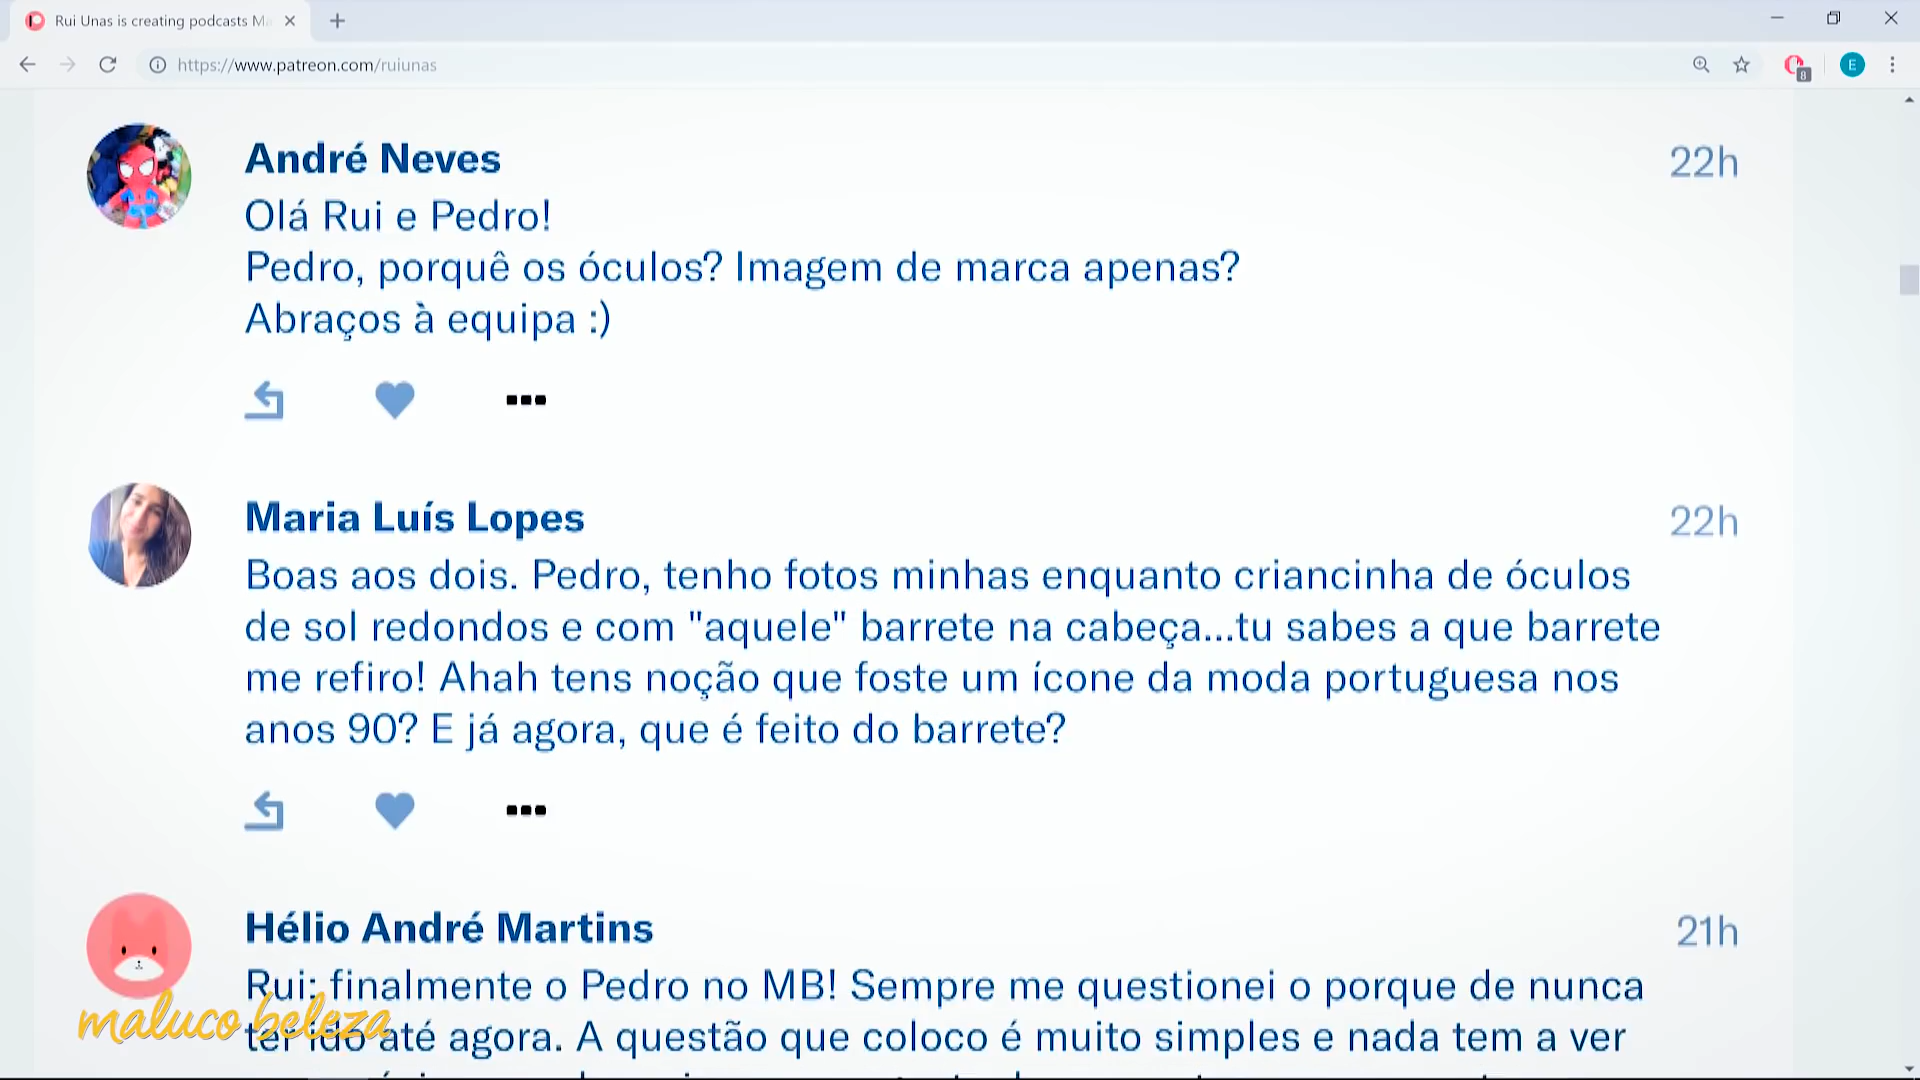 Rui Unas is creating podcasts Ma
https://www.patreon.com/ruiunas
8
E
André Neves
22h
Olá Rui e Pedro!
Pedro, porquê os óculos? Imagem de marca apenas?
Abraços à equipa :)
Maria Luís Lopes
22h
Boas aos dois. Pedro, tenho fotos minhas enquanto criancinha de óculos
de sol redondos e com "aquele" barrete na cabeça...tu sabes a que barrete
me refiro! Ahah tens noção que foste um ícone da moda portuguesa nos
anos 90? E já agora, que é feito do barrete?
Hélio André Martins
21h
Rui: finalmente o Pedro no MB! Sempre me questionei o porque de nunca
ter ido até agora. A questão que coloco é muito simples e nada tem a ver
maluco beleza